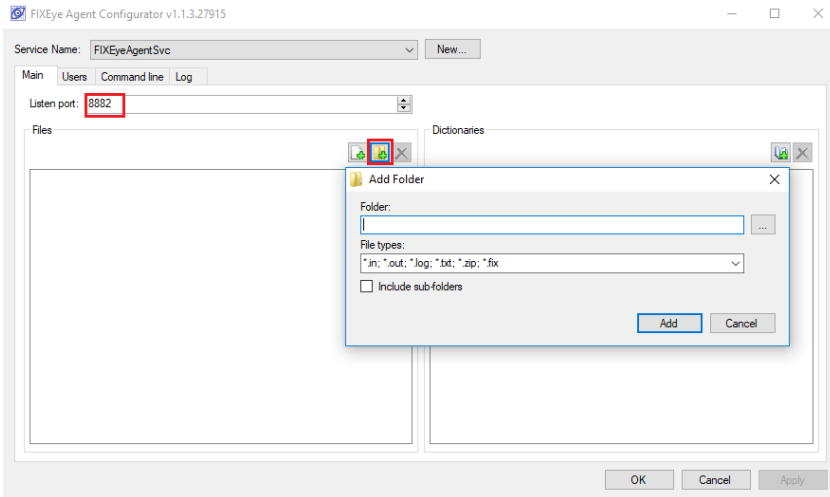 FIXEye Agent Configurator v1.1.3.27915
Service Name: FIXEyeAgentSvc New...
Main Users Command line Log
Listen port: 8882
Files Dictionaries
Add Folder
Folder:
...
File types:
*.in; *.out; *.log; *.txt; *.zip; *.fix
Include sub-folders
Add Cancel
OK Cancel Apply